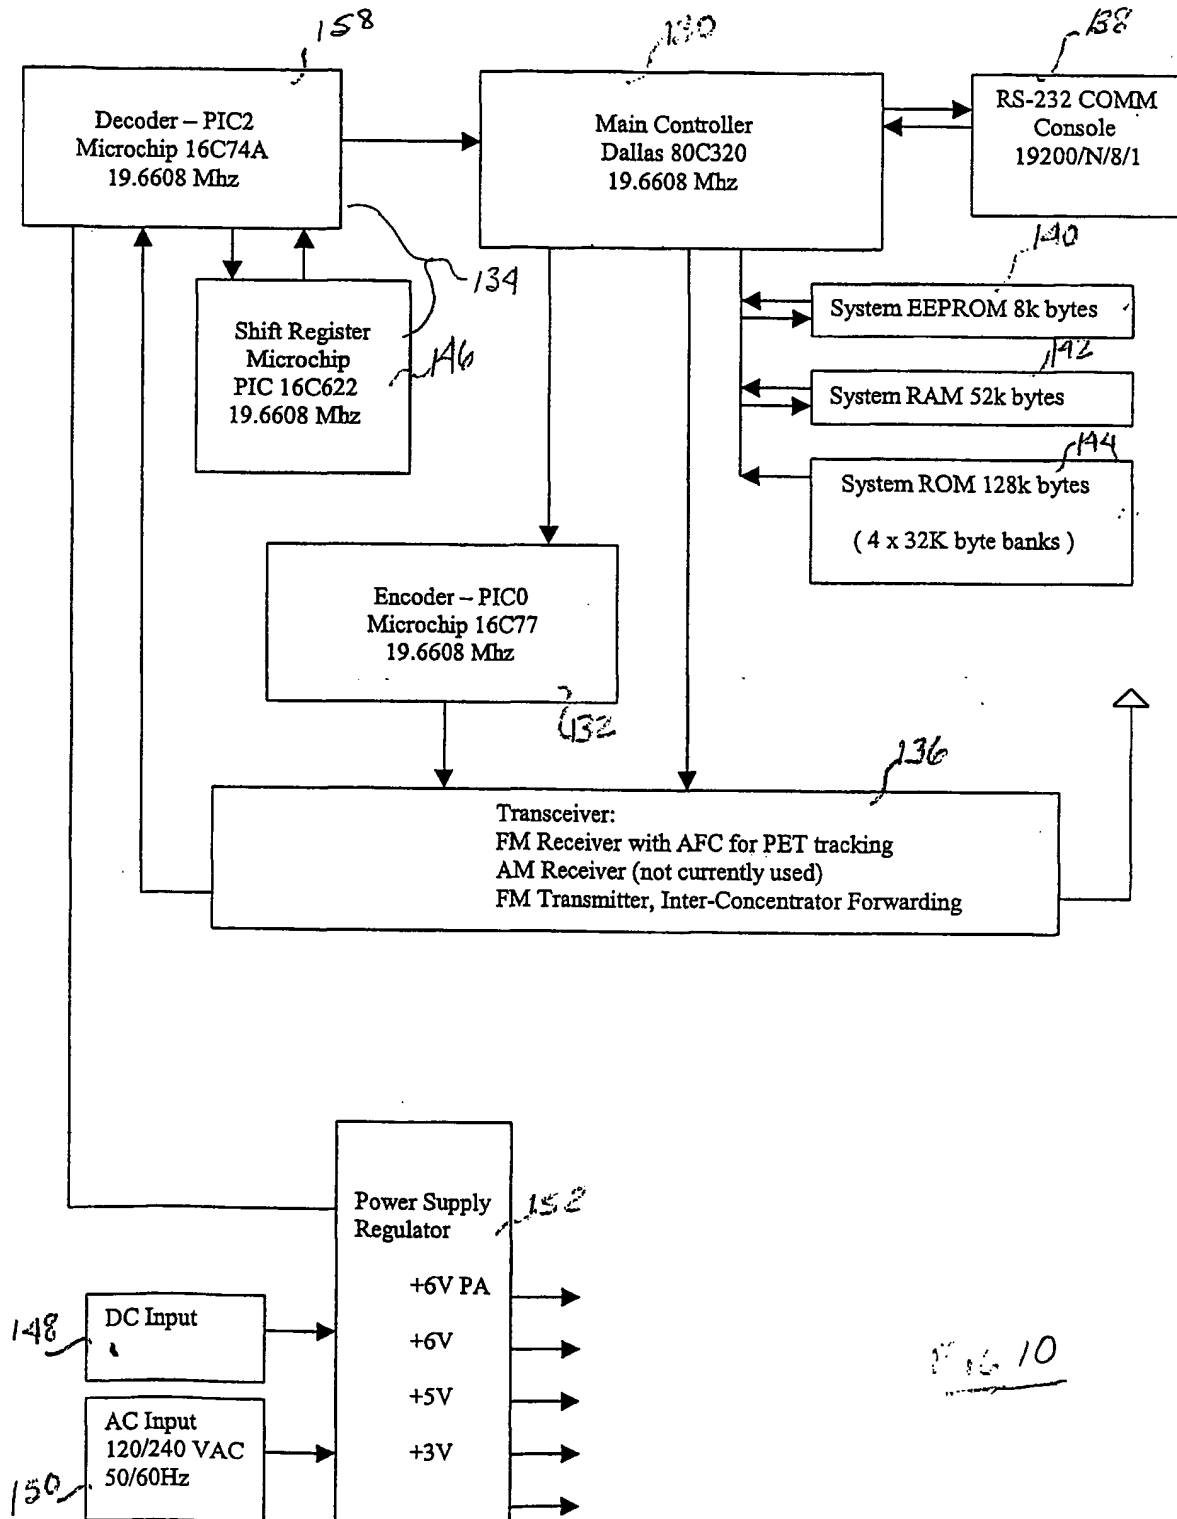 158
130
138
Decoder – PIC2
Microchip 16C74A
19.6608 Mhz
Main Controller
Dallas 80C320
19.6608 Mhz
RS-232 COMM
Console
19200/N/8/1
134
140
System EEPROM 8k bytes
Shift Register
Microchip
PIC 16C622
19.6608 Mhz
146
142
System RAM 52k bytes
144
System ROM 128k bytes
( 4 x 32K byte banks )
Encoder – PIC0
Microchip 16C77
19.6608 Mhz
132
136
Transceiver:
FM Receiver with AFC for PET tracking
AM Receiver (not currently used)
FM Transmitter, Inter-Concentrator Forwarding
Power Supply
Regulator
152
+6V PA
+6V
+5V
+3V
148
DC Input
AC Input
120/240 VAC
50/60Hz
150
FIG 10